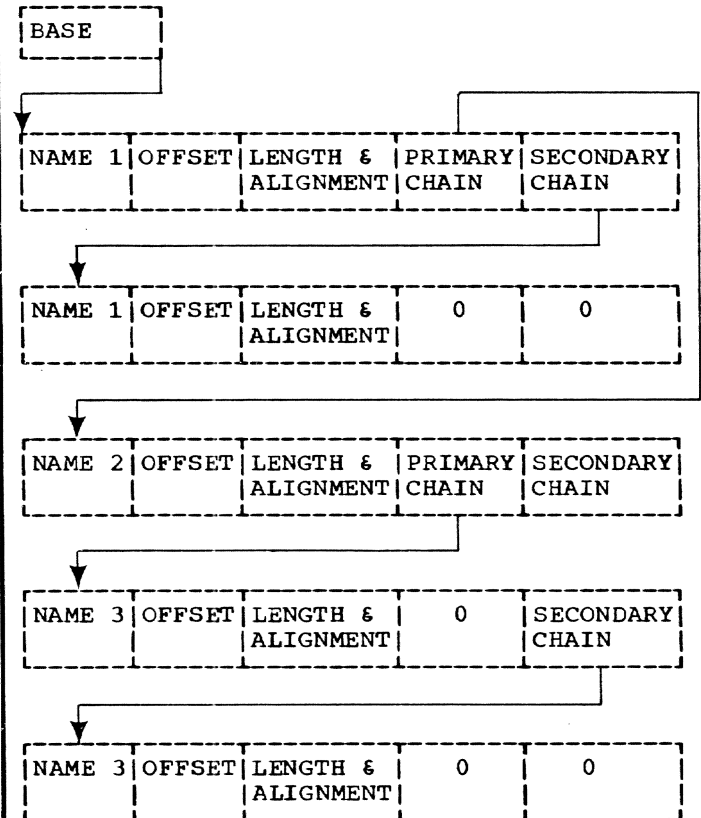 BASE
NAME 1 OFFSET LENGTH & PRIMARY SECONDARY
ALIGNMENT CHAIN CHAIN
NAME 1 OFFSET LENGTH & 0 0
ALIGNMENT
NAME 2 OFFSET LENGTH & PRIMARY SECONDARY
ALIGNMENT CHAIN CHAIN
NAME 3 OFFSET LENGTH & 0 SECONDARY
ALIGNMENT CHAIN
NAME 3 OFFSET LENGTH & 0 0
ALIGNMENT